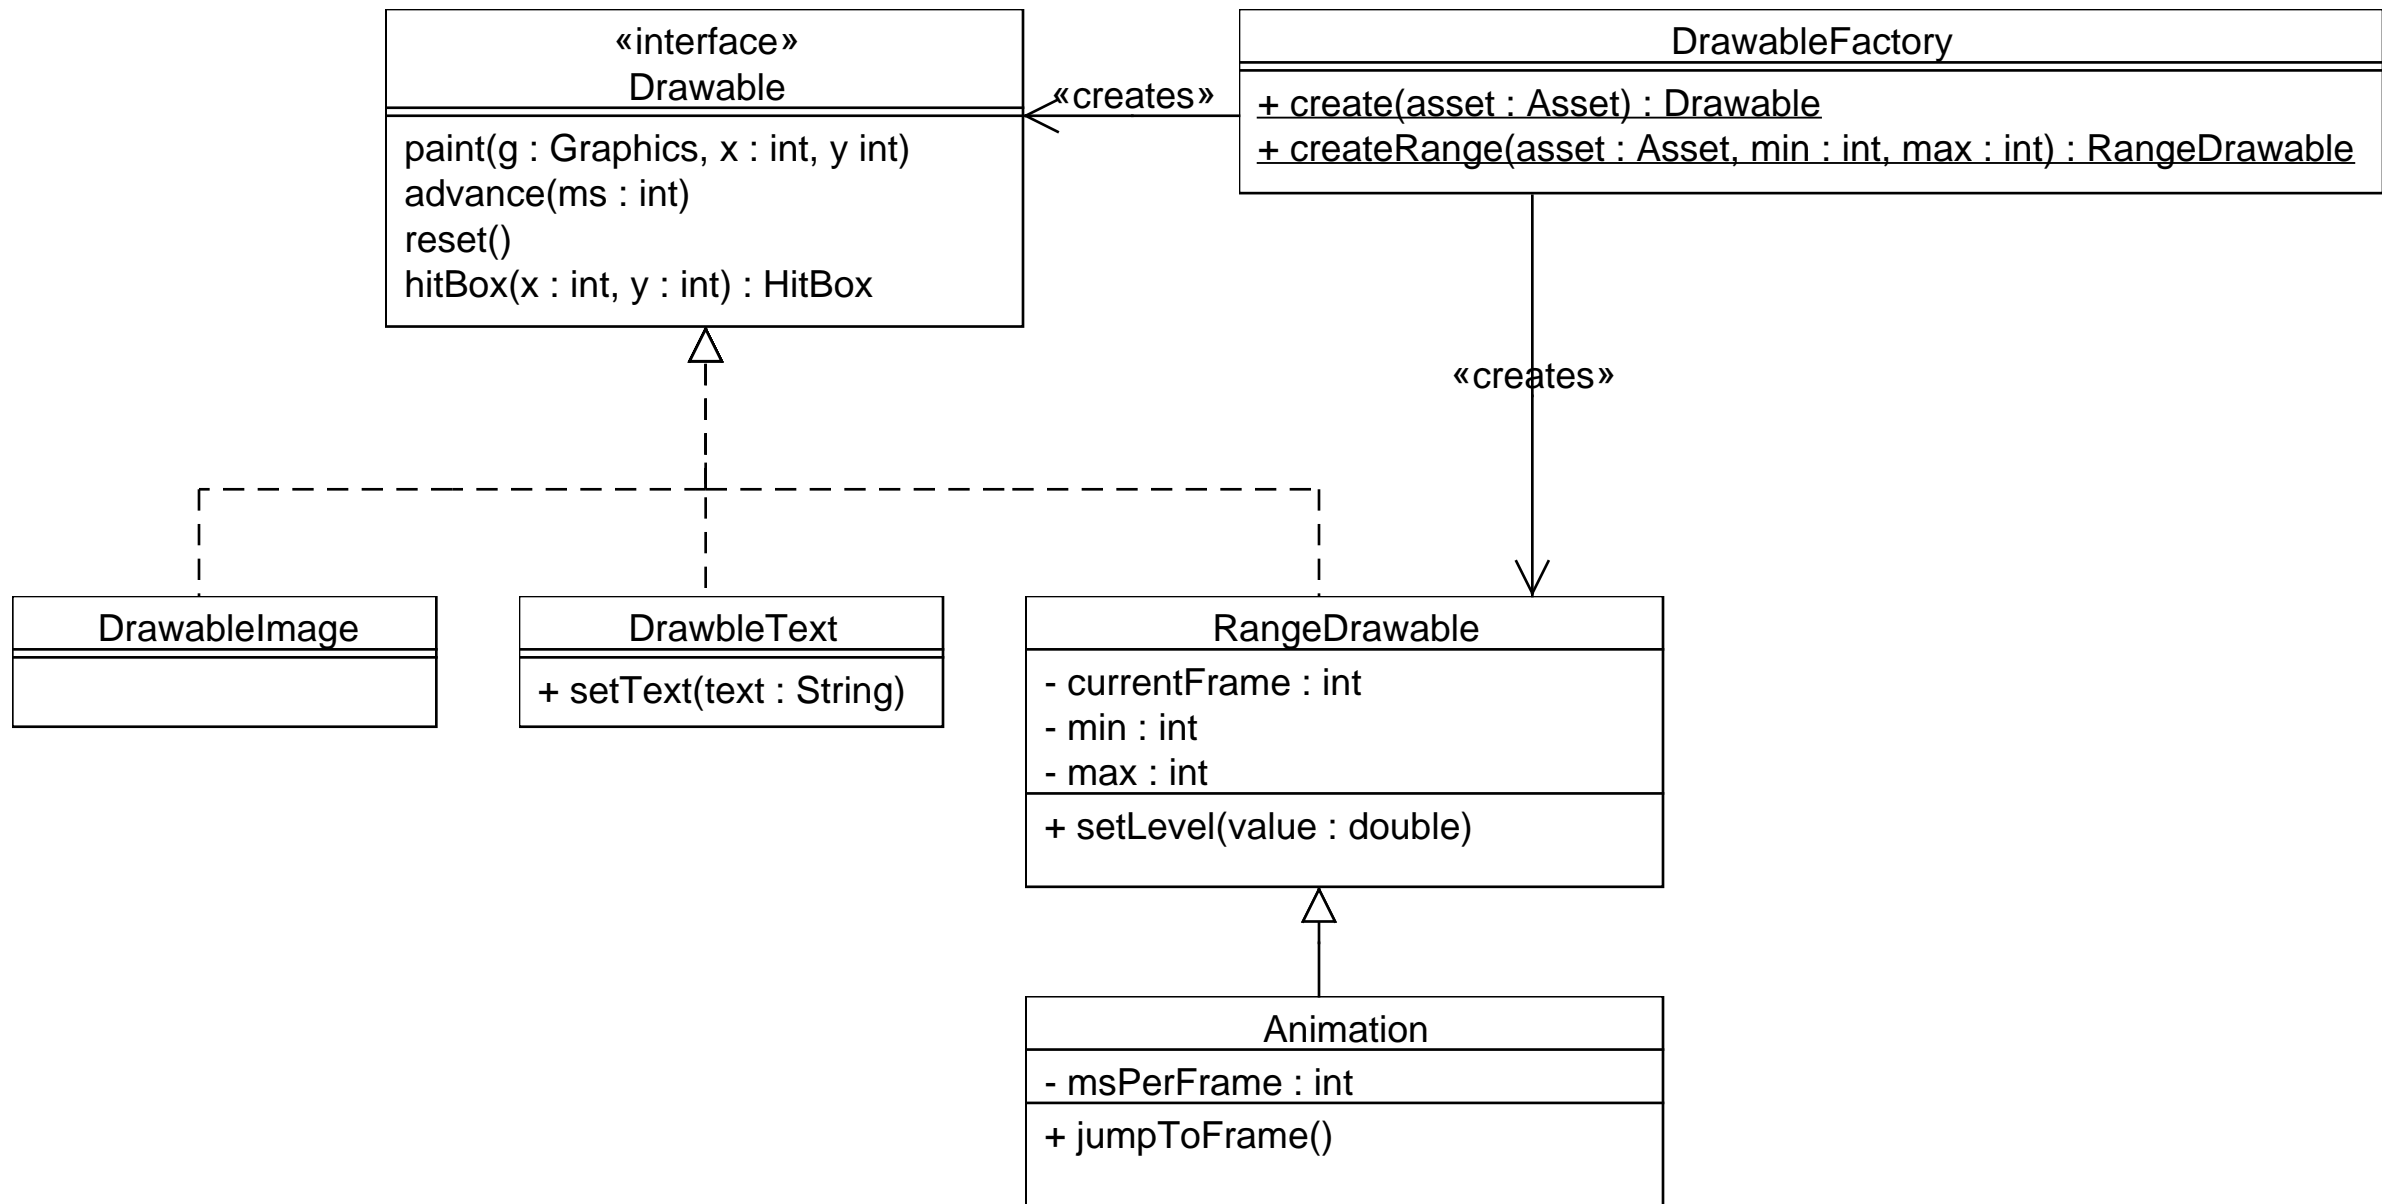 «interface»
Drawable
paint(g : Graphics, x : int, y int)
advance(ms : int)
reset()
hitBox(x : int, y : int) : HitBox
«creates»
DrawableFactory
+ create(asset : Asset) : Drawable
+ createRange(asset : Asset, min : int, max : int) : RangeDrawable
«creates»
DrawableImage
DrawbleText
+ setText(text : String)
RangeDrawable
- currentFrame : int
- min : int
- max : int
+ setLevel(value : double)
Animation
- msPerFrame : int
+ jumpToFrame()